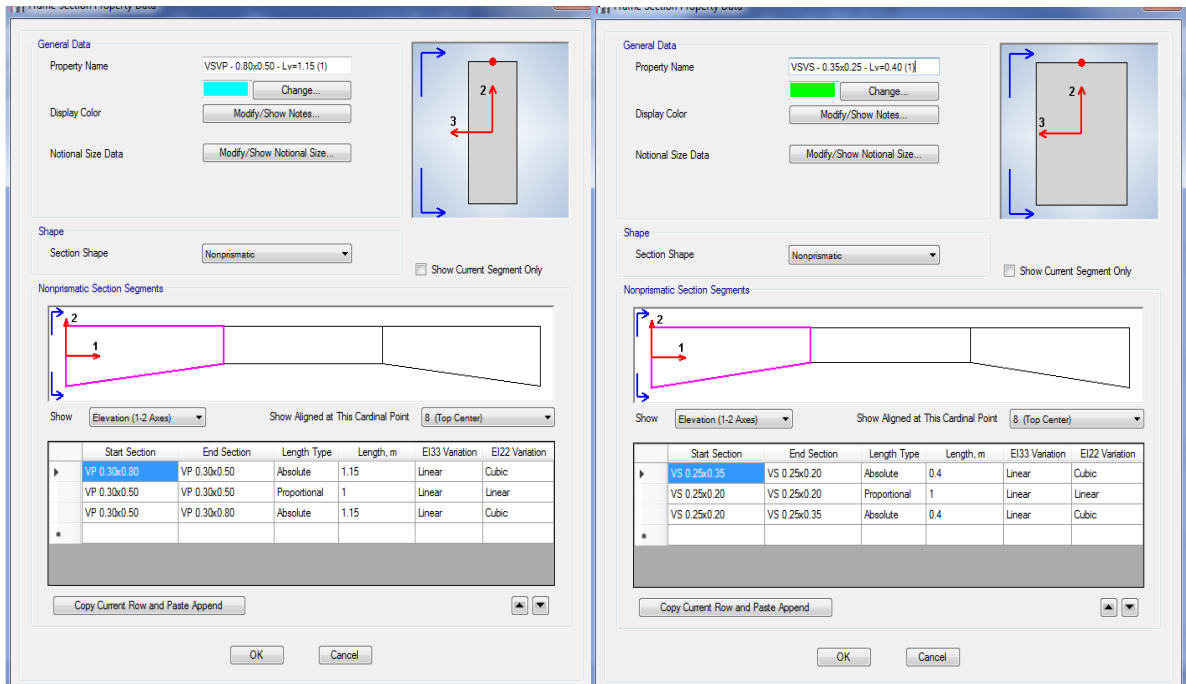 Frame Section Property Data
General Data
Property Name
VSVP - 0.80x0.50 - Lv=1.15 (1)
Change...
Display Color
Modify/Show Notes...
Notional Size Data
Modify/Show Notional Size...
2
3
Shape
Section Shape
Nonprismatic
Show Current Segment Only
Nonprismatic Section Segments
2
1
Show
Elevation (1-2 Axes)
Show Aligned at This Cardinal Point
8 (Top Center)
Start Section End Section Length Type Length, m EI33 Variation EI22 Variation
VP 0.30x0.80 VP 0.30x0.50 Absolute 1.15 Linear Cubic
VP 0.30x0.50 VP 0.30x0.50 Proportional 1 Linear Linear
VP 0.30x0.50 VP 0.30x0.80 Absolute 1.15 Linear Cubic
Copy Current Row and Paste Append
OK
Cancel
Frame Section Property Data
General Data
Property Name
VSVS - 0.35x0.25 - Lv=0.40 (1)
Change...
Display Color
Modify/Show Notes...
Notional Size Data
Modify/Show Notional Size...
2
3
Shape
Section Shape
Nonprismatic
Show Current Segment Only
Nonprismatic Section Segments
2
1
Show
Elevation (1-2 Axes)
Show Aligned at This Cardinal Point
8 (Top Center)
Start Section End Section Length Type Length, m EI33 Variation EI22 Variation
VS 0.25x0.35 VS 0.25x0.20 Absolute 0.4 Linear Cubic
VS 0.25x0.20 VS 0.25x0.20 Proportional 1 Linear Linear
VS 0.25x0.20 VS 0.25x0.35 Absolute 0.4 Linear Cubic
Copy Current Row and Paste Append
OK
Cancel